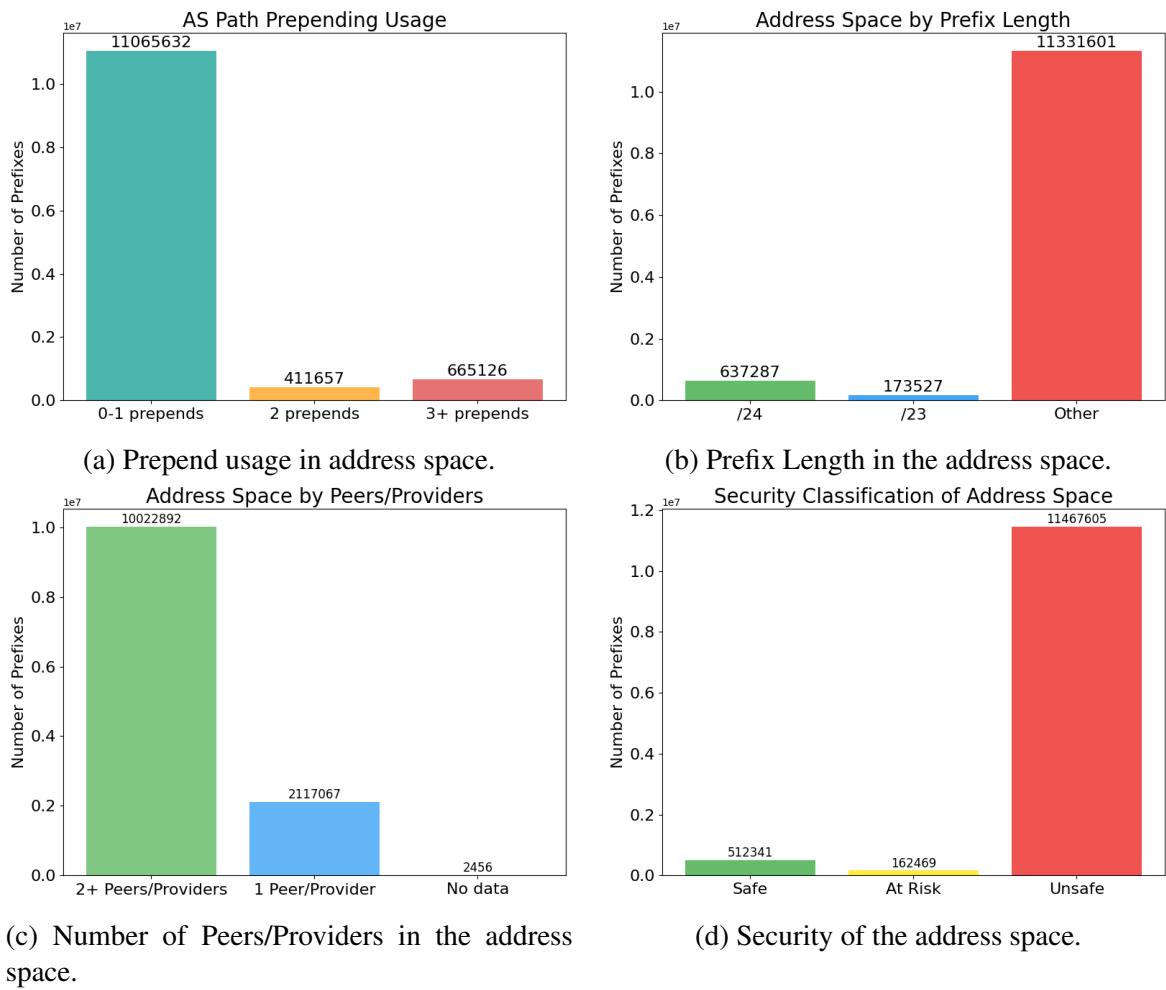 AS Path Prepending Usage
1e7
Number of Prefixes
1.0
0.8
0.6
0.4
0.2
0.0
11065632
411657
665126
0-1 prepends
2 prepends
3+ prepends
(a) Prepend usage in address space.
Address Space by Prefix Length
1e7
Number of Prefixes
1.0
0.8
0.6
0.4
0.2
0.0
637287
173527
11331601
/24
/23
Other
(b) Prefix Length in the address space.
Address Space by Peers/Providers
1e7
Number of Prefixes
1.0
0.8
0.6
0.4
0.2
0.0
10022892
2117067
2456
2+ Peers/Providers
1 Peer/Provider
No data
(c) Number of Peers/Providers in the address
space.
Security Classification of Address Space
1e7
Number of Prefixes
1.2
1.0
0.8
0.6
0.4
0.2
0.0
512341
162469
11467605
Safe
At Risk
Unsafe
(d) Security of the address space.